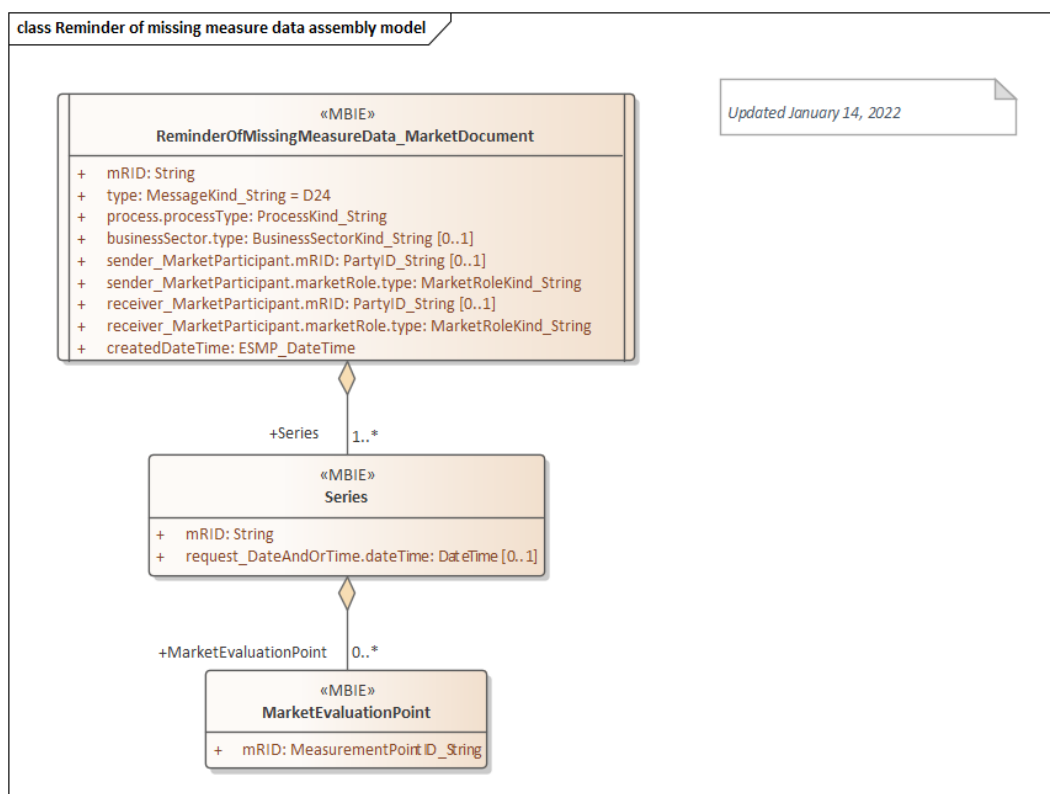 class Reminder of missing measure data assembly model
Updated January 14, 2022
«MBIE»
ReminderOfMissingMeasureData_MarketDocument
+ mRID: String
+ type: MessageKind_String = D24
+ process.processType: ProcessKind_String
+ businessSector.type: BusinessSectorKind_String [0..1]
+ sender_MarketParticipant.mRID: PartyID_String [0..1]
+ sender_MarketParticipant.marketRole.type: MarketRoleKind_String
+ receiver_MarketParticipant.mRID: PartyID_String [0..1]
+ receiver_MarketParticipant.marketRole.type: MarketRoleKind_String
+ createdDateTime: ESMP_DateTime
+Series 1..*
«MBIE»
Series
+ mRID: String
+ request_DateAndOrTime.dateTime: DateTime [0..1]
+MarketEvaluationPoint 0..*
«MBIE»
MarketEvaluationPoint
+ mRID: MeasurementPointID_String